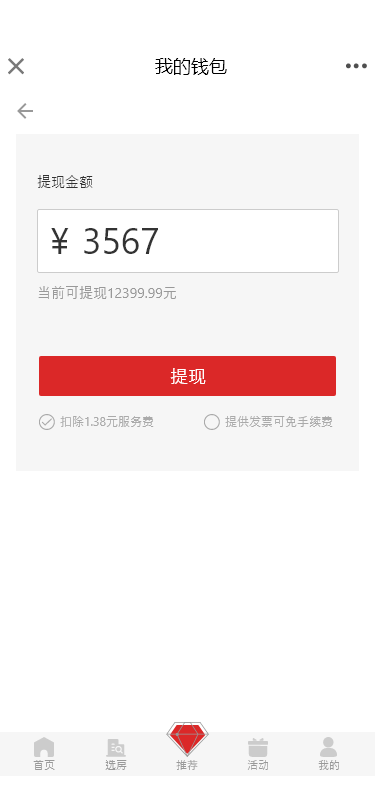 我的钱包
提现金额
¥ 3567
当前可提现12399.99元
提现
扣除1.38元服务费
提供发票可免手续费
首页
选房
推荐
活动
我的